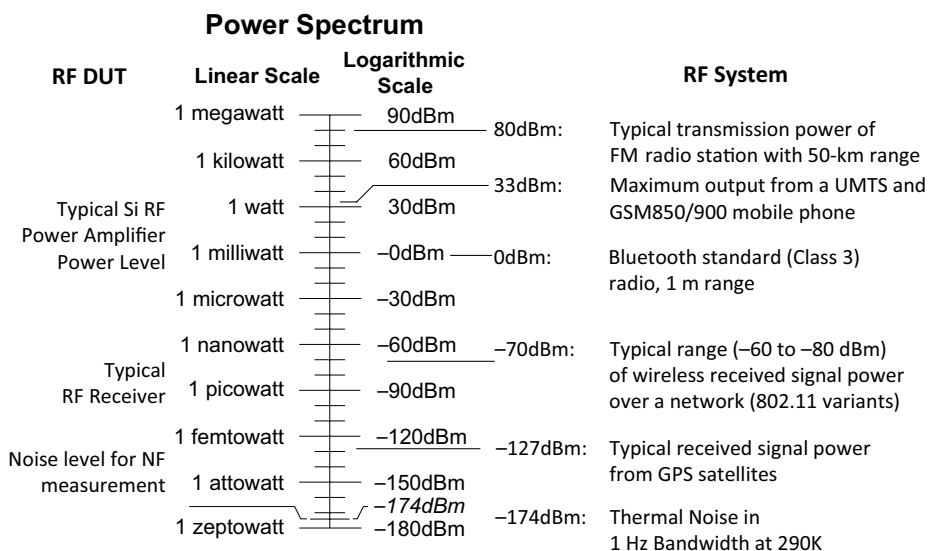 Power Spectrum
RF DUT
Linear Scale
Logarithmic
Scale
RF System
1 megawatt
90dBm
80dBm:
Typical transmission power of
FM radio station with 50-km range
1 kilowatt
60dBm
33dBm:
Maximum output from a UMTS and
GSM850/900 mobile phone
Typical Si RF
Power Amplifier
Power Level
1 watt
30dBm
1 milliwatt
–0dBm
0dBm:
Bluetooth standard (Class 3)
radio, 1 m range
1 microwatt
–30dBm
1 nanowatt
–60dBm
–70dBm:
Typical range (–60 to –80 dBm)
of wireless received signal power
over a network (802.11 variants)
Typical
RF Receiver
1 picowatt
–90dBm
1 femtowatt
–120dBm
–127dBm:
Typical received signal power
from GPS satellites
Noise level for NF
measurement
1 attowatt
–150dBm
–174dBm
–174dBm:
Thermal Noise in
1 Hz Bandwidth at 290K
1 zeptowatt
–180dBm